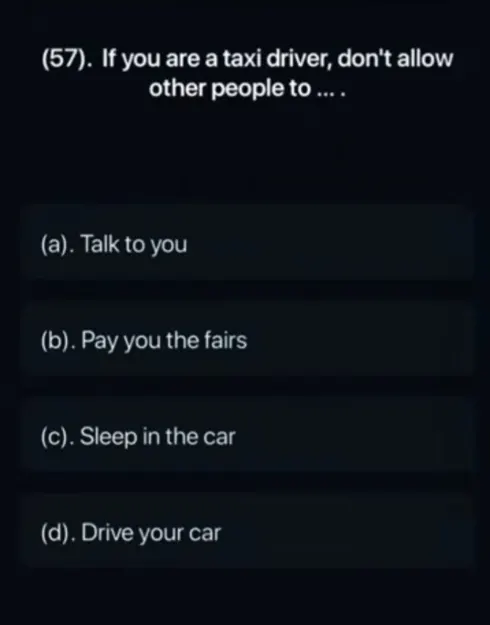 (57). If you are a taxi driver, don't allow
other people to ... .
(a). Talk to you
(b). Pay you the fairs
(c). Sleep in the car
(d). Drive your car